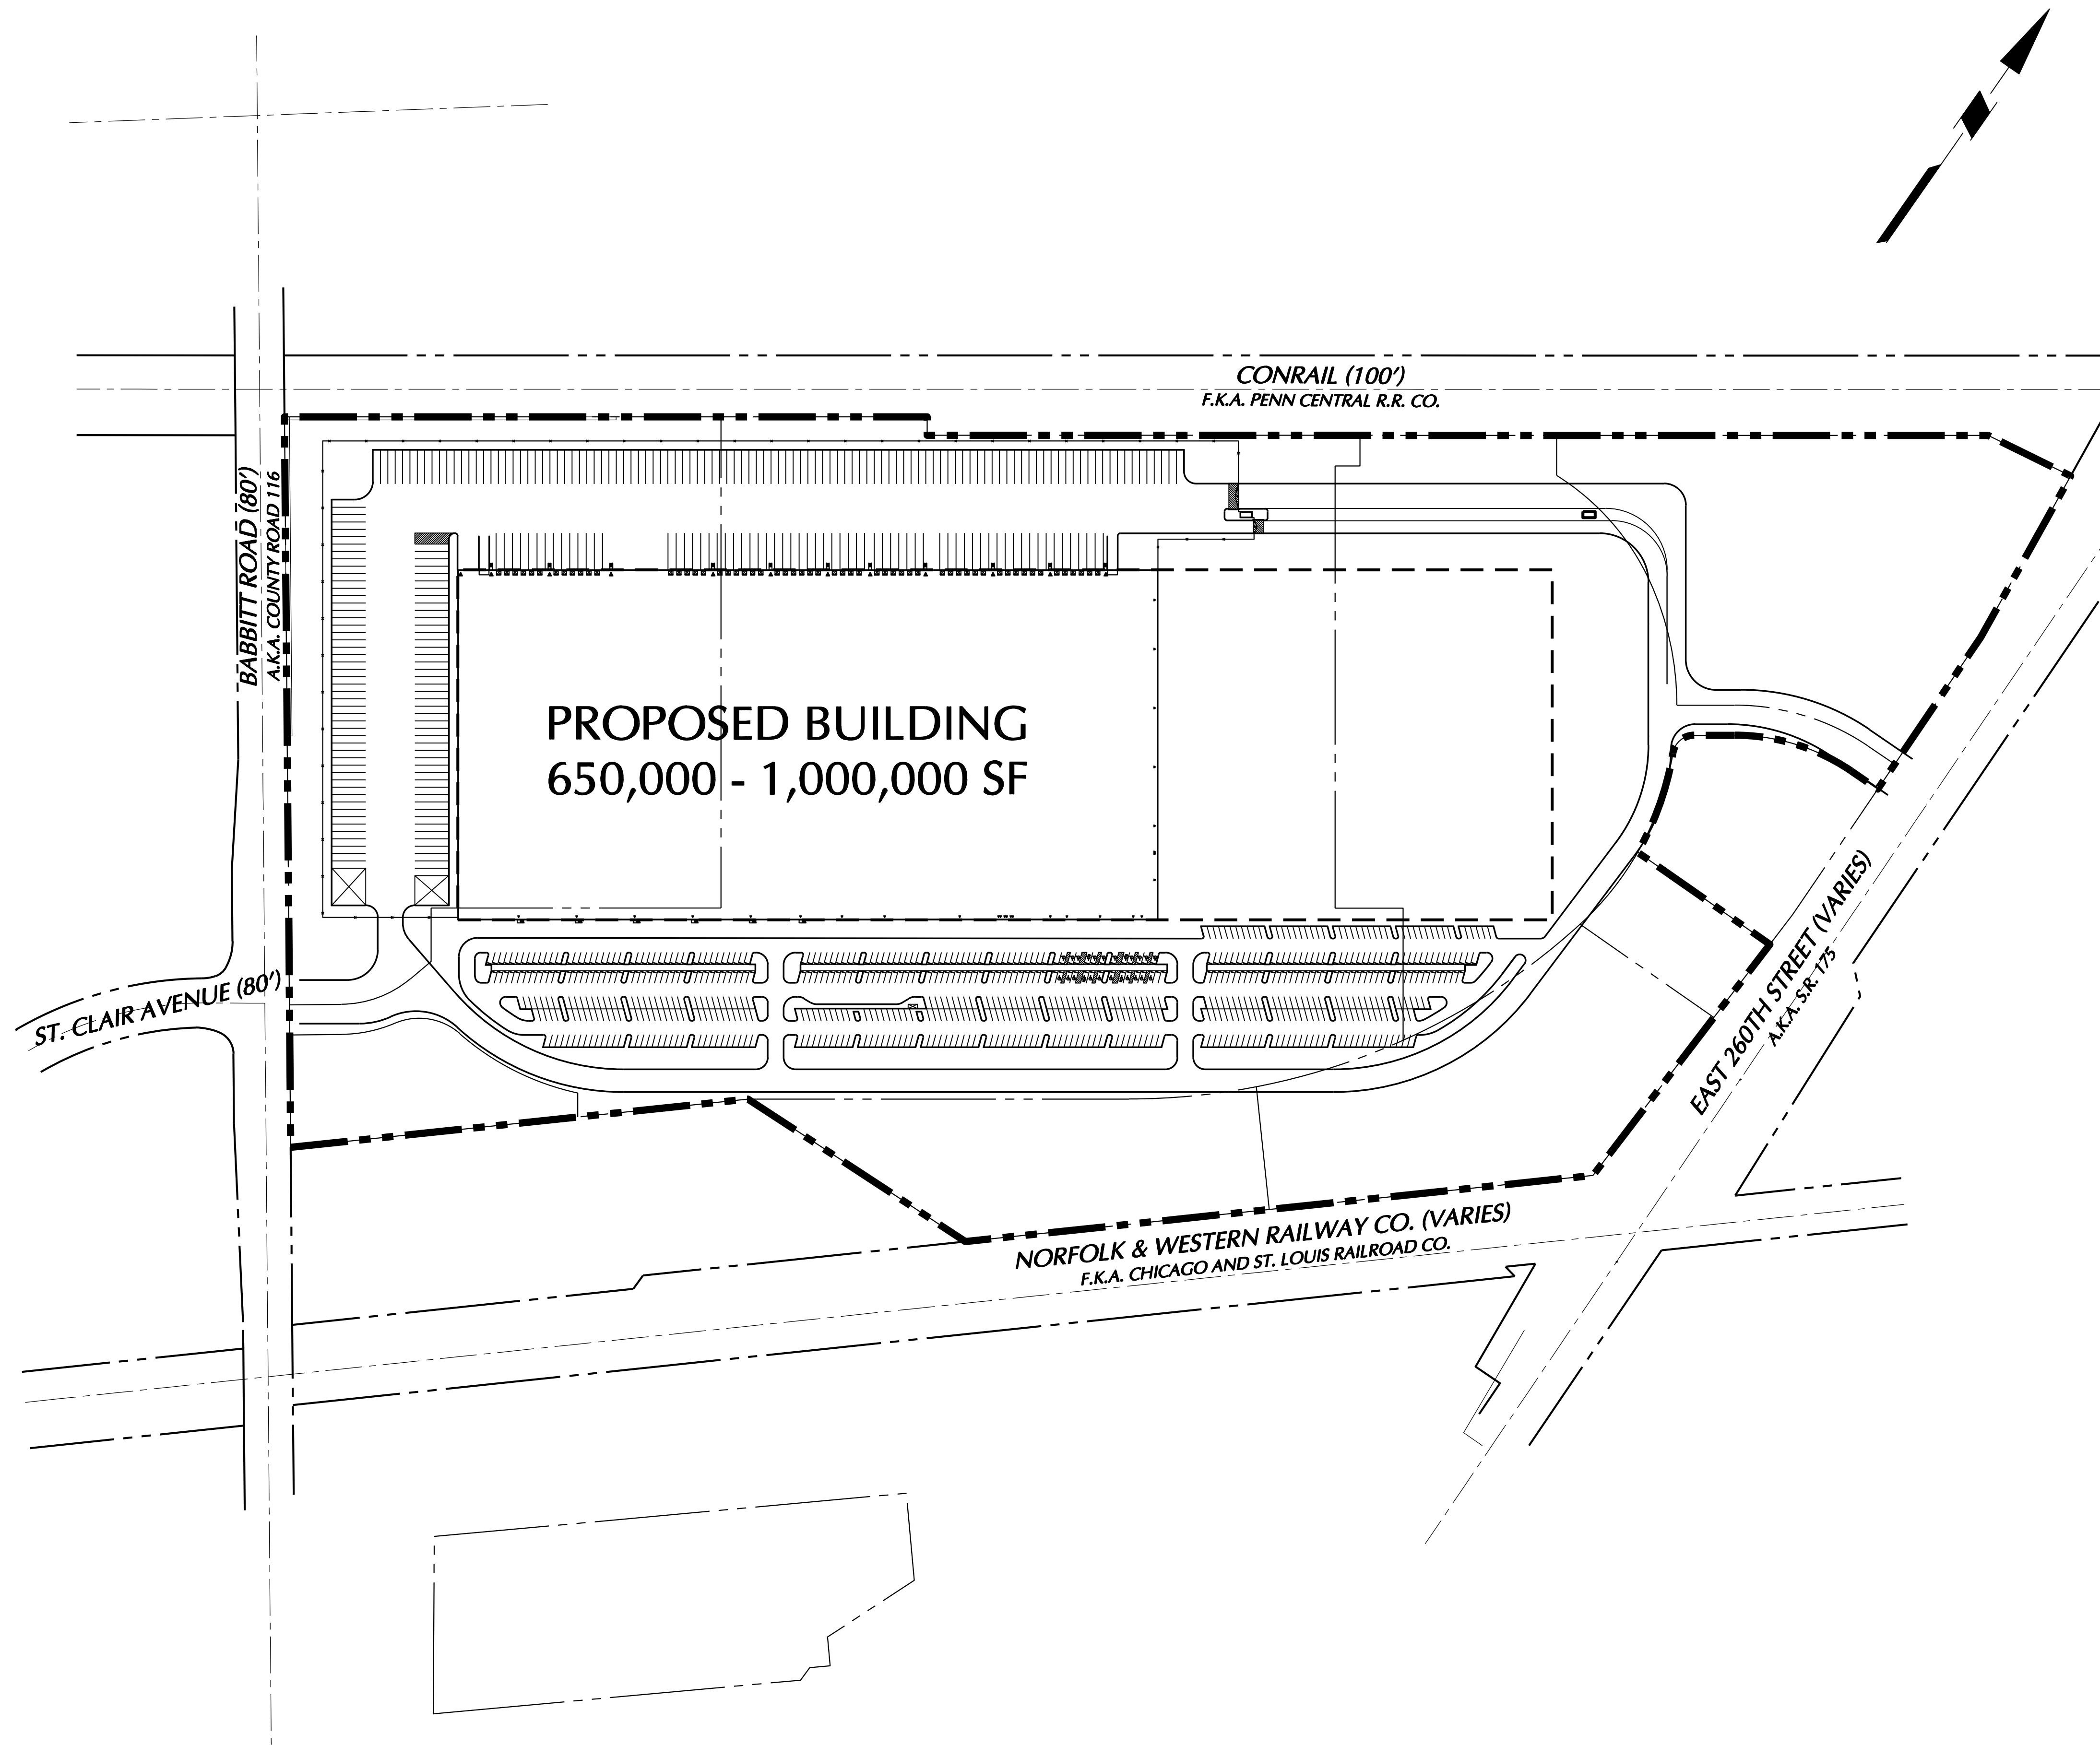 CONRAIL (100')
F.K.A. PENN CENTRAL R.R. CO.
BABBITT ROAD (80')
A.K.A. COUNTY ROAD 116
PROPOSED BUILDING
650,000 - 1,000,000 SF
ST. CLAIR AVENUE (80')
EAST 260TH STREET (VARIES)
A.K.A. S.R. 175
NORFOLK & WESTERN RAILWAY CO. (VARIES)
F.K.A. CHICAGO AND ST. LOUIS RAILROAD CO.